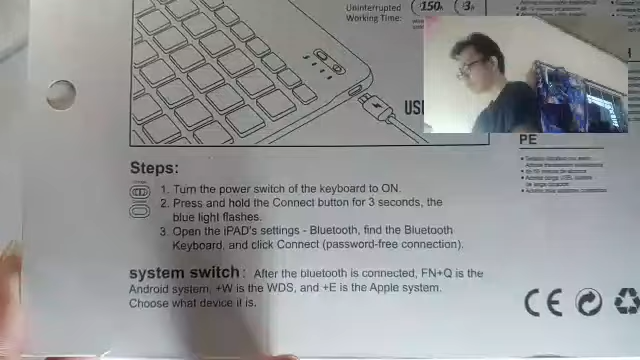 Uninterrupted
Working Time:
150h
3h
USB
PE
Steps:
1. Turn the power switch of the keyboard to ON.
2. Press and hold the Connect button for 3 seconds, the
blue light flashes.
3. Open the iPAD's settings - Bluetooth, find the Bluetooth
Keyboard, and click Connect (password-free connection).
system switch: After the bluetooth is connected, FN+Q is the
Android system, +W is the WDS, and +E is the Apple system.
Choose what device it is.
CE